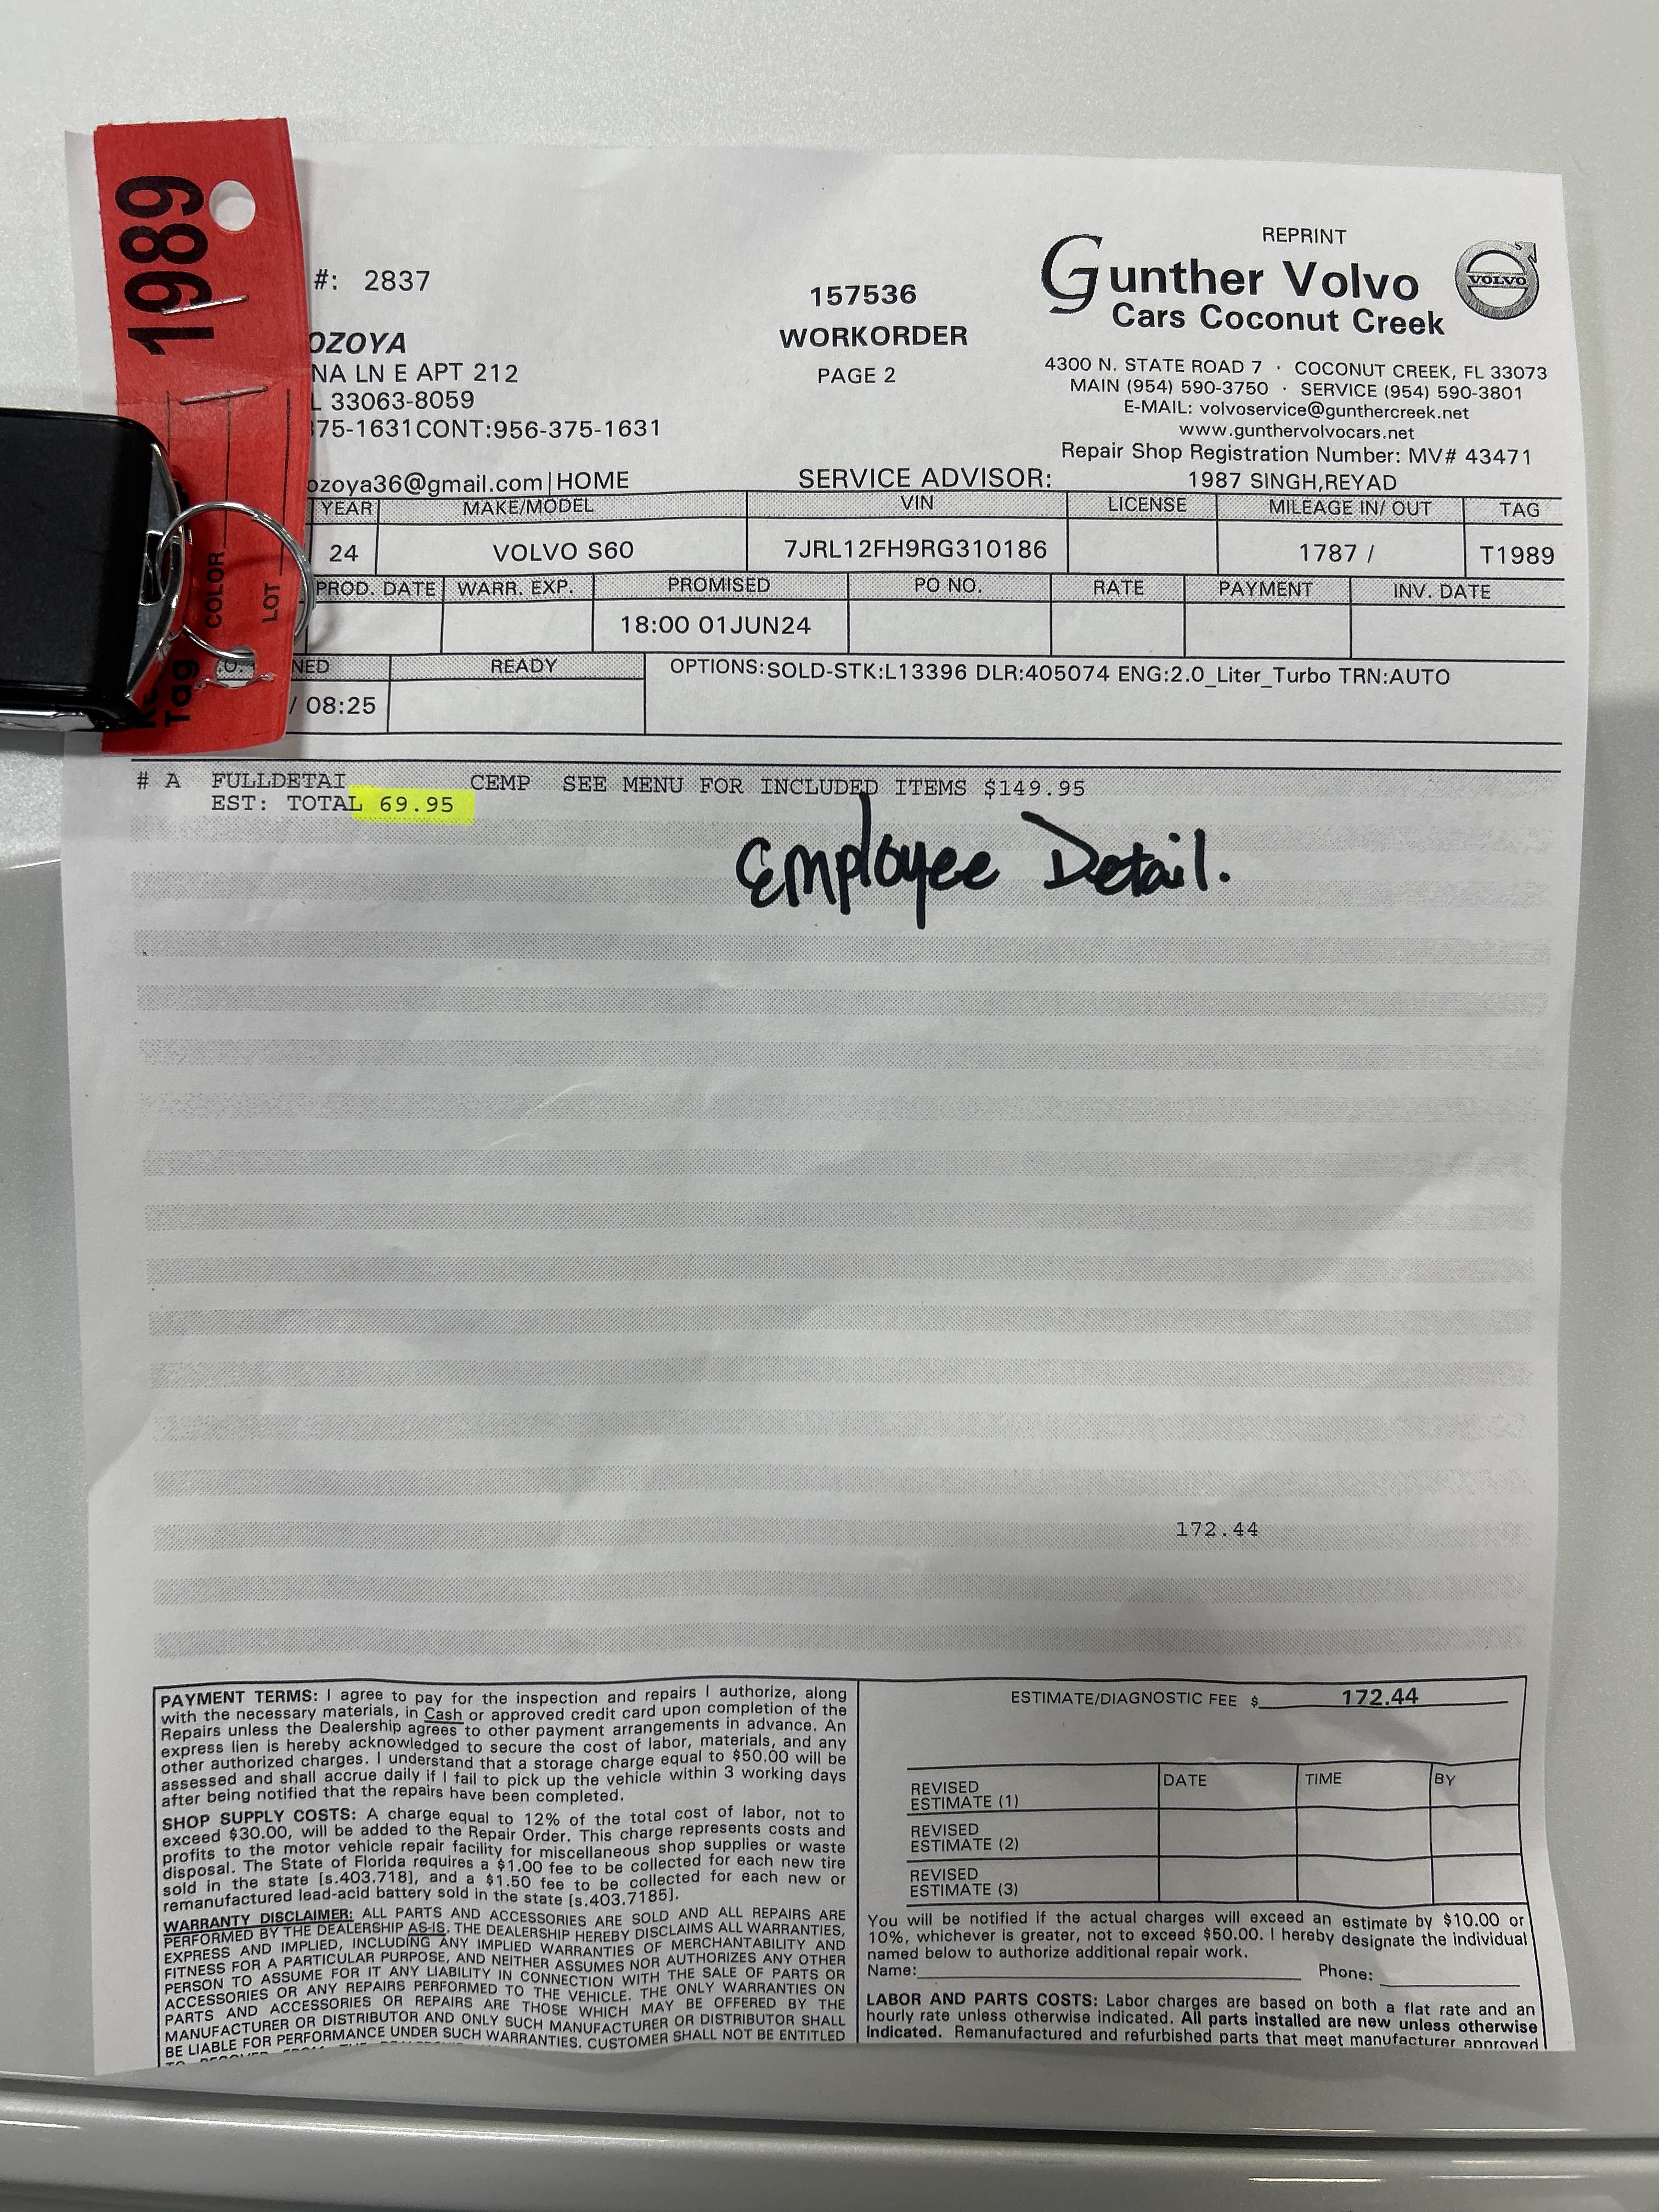 1989
COLOR
LOT
Tag
REPRINT
Gunther Volvo
Cars Coconut Creek
VOLVO
#: 2837
157536
WORKORDER
PAGE 2
OZOYA
NA LN E APT 212
L 33063-8059
375-1631CONT:956-375-1631
4300 N. STATE ROAD 7 · COCONUT CREEK, FL 33073
MAIN (954) 590-3750 · SERVICE (954) 590-3801
E-MAIL: volvoservice@gunthercreek.net
www.gunthervolvocars.net
Repair Shop Registration Number: MV# 43471
ozoya36@gmail.com|HOME
SERVICE ADVISOR: 1987 SINGH,REYAD
YEAR MAKE/MODEL VIN LICENSE MILEAGE IN/ OUT TAG
24 VOLVO S60 7JRL12FH9RG310186 1787 / T1989
PROD. DATE WARR. EXP. PROMISED PO NO. RATE PAYMENT INV. DATE
18:00 01JUN24
NED READY OPTIONS:SOLD-STK:L13396 DLR:405074 ENG:2.0_Liter_Turbo TRN:AUTO
/ 08:25
# A FULLDETAI CEMP SEE MENU FOR INCLUDED ITEMS $149.95
EST: TOTAL 69.95
Employee Detail.
172.44
PAYMENT TERMS: I agree to pay for the inspection and repairs I authorize, along
with the necessary materials, in Cash or approved credit card upon completion of the
Repairs unless the Dealership agrees to other payment arrangements in advance. An
express lien is hereby acknowledged to secure the cost of labor, materials, and any
other authorized charges. I understand that a storage charge equal to $50.00 will be
assessed and shall accrue daily if I fail to pick up the vehicle within 3 working days
after being notified that the repairs have been completed.
SHOP SUPPLY COSTS: A charge equal to 12% of the total cost of labor, not to
exceed $30.00, will be added to the Repair Order. This charge represents costs and
profits to the motor vehicle repair facility for miscellaneous shop supplies or waste
disposal. The State of Florida requires a $1.00 fee to be collected for each new tire
sold in the state [s.403.718], and a $1.50 fee to be collected for each new or
remanufactured lead-acid battery sold in the state [s.403.7185].
WARRANTY DISCLAIMER: ALL PARTS AND ACCESSORIES ARE SOLD AND ALL REPAIRS ARE
PERFORMED BY THE DEALERSHIP AS-IS. THE DEALERSHIP HEREBY DISCLAIMS ALL WARRANTIES,
EXPRESS AND IMPLIED, INCLUDING ANY IMPLIED WARRANTIES OF MERCHANTABILITY AND
FITNESS FOR A PARTICULAR PURPOSE, AND NEITHER ASSUMES NOR AUTHORIZES ANY OTHER
PERSON TO ASSUME FOR IT ANY LIABILITY IN CONNECTION WITH THE SALE OF PARTS OR
ACCESSORIES OR ANY REPAIRS PERFORMED TO THE VEHICLE. THE ONLY WARRANTIES ON
PARTS AND ACCESSORIES OR REPAIRS ARE THOSE WHICH MAY BE OFFERED BY THE
MANUFACTURER OR DISTRIBUTOR AND ONLY SUCH MANUFACTURER OR DISTRIBUTOR SHALL
BE LIABLE FOR PERFORMANCE UNDER SUCH WARRANTIES. CUSTOMER SHALL NOT BE ENTITLED
ESTIMATE/DIAGNOSTIC FEE $ 172.44
DATE TIME BY
REVISED
ESTIMATE (1)
REVISED
ESTIMATE (2)
REVISED
ESTIMATE (3)
You will be notified if the actual charges will exceed an estimate by $10.00 or
10%, whichever is greater, not to exceed $50.00. I hereby designate the individual
named below to authorize additional repair work.
Name: Phone:
LABOR AND PARTS COSTS: Labor charges are based on both a flat rate and an
hourly rate unless otherwise indicated. All parts installed are new unless otherwise
Indicated. Remanufactured and refurbished parts that meet manufacturer approved